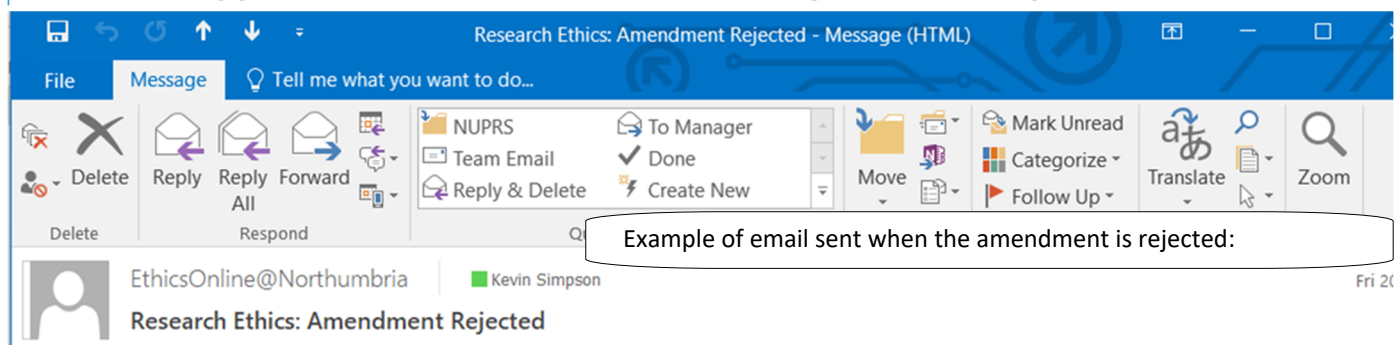 Research Ethics: Amendment Rejected - Message (HTML)
File Message Tell me what you want to do...
NUPRS To Manager Mark Unread
Team Email Done Categorize
Delete Reply Reply All Forward Reply & Delete Create New Move Follow Up Translate Zoom
Delete Respond
Example of email sent when the amendment is rejected:
EthicsOnline@Northumbria Kevin Simpson Fri
Research Ethics: Amendment Rejected